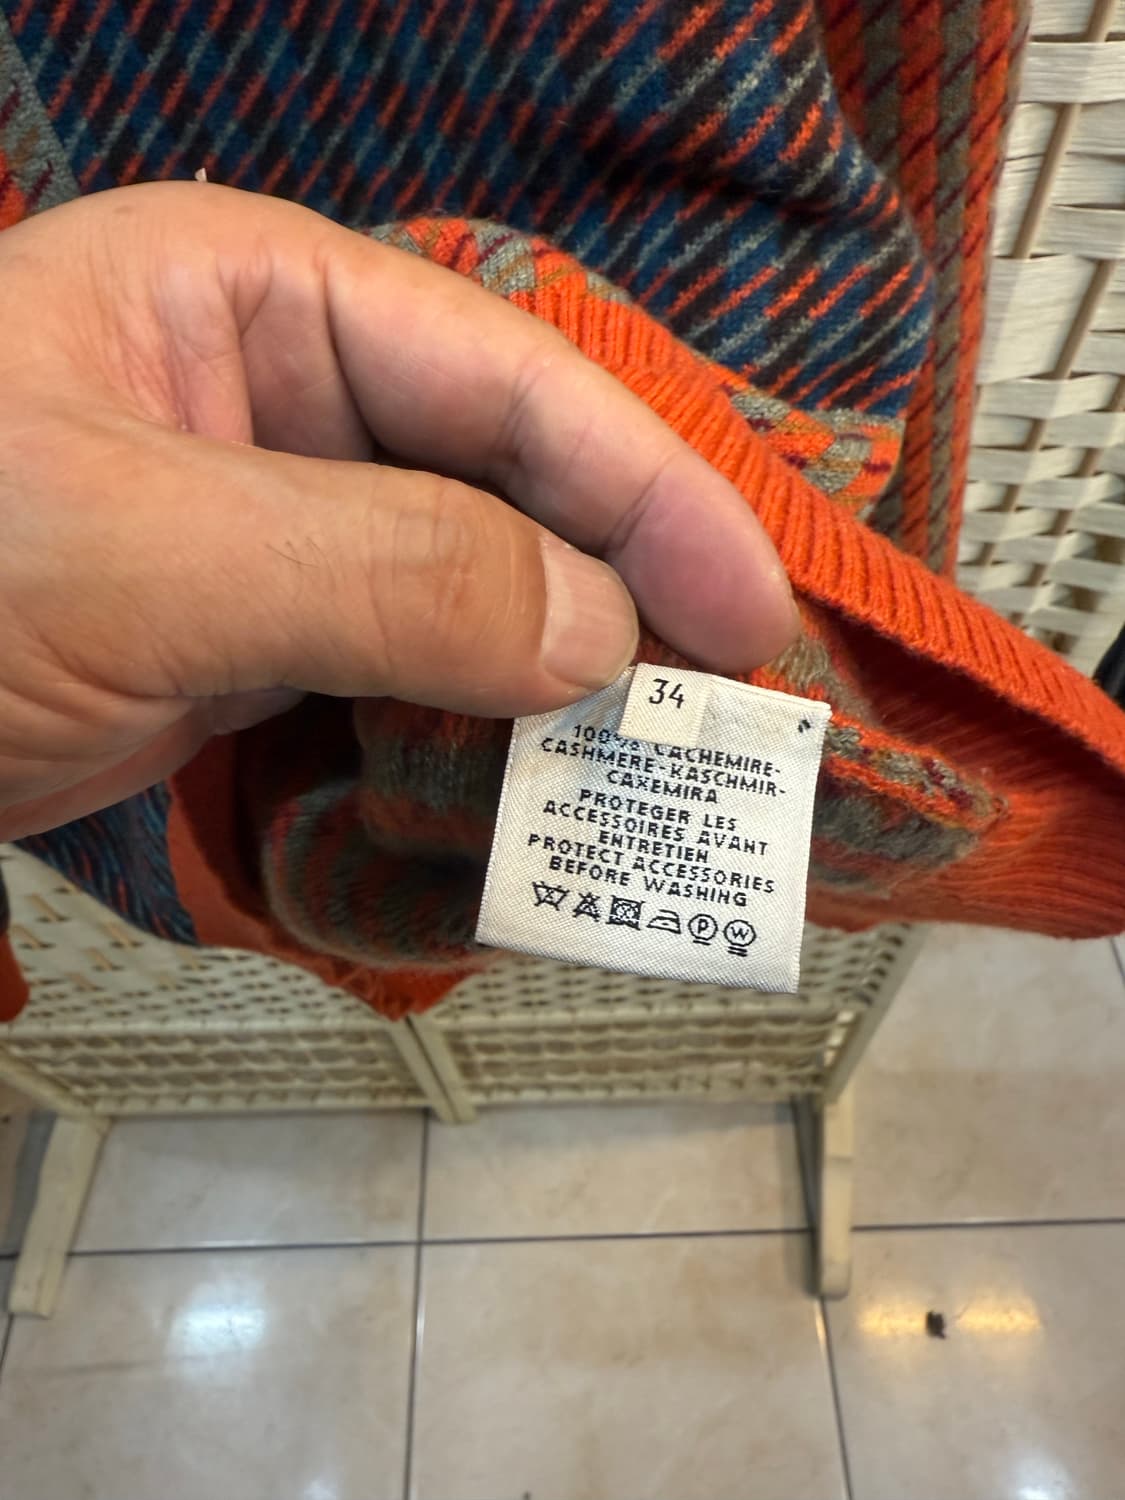 34
100% CACHEMIRE-
CASHMERE-KASCHMIR-
CAXEMIRA
PROTEGER LES
ACCESSOIRES AVANT
ENTRETIEN
PROTECT ACCESSORIES
BEFORE WASHING
P W